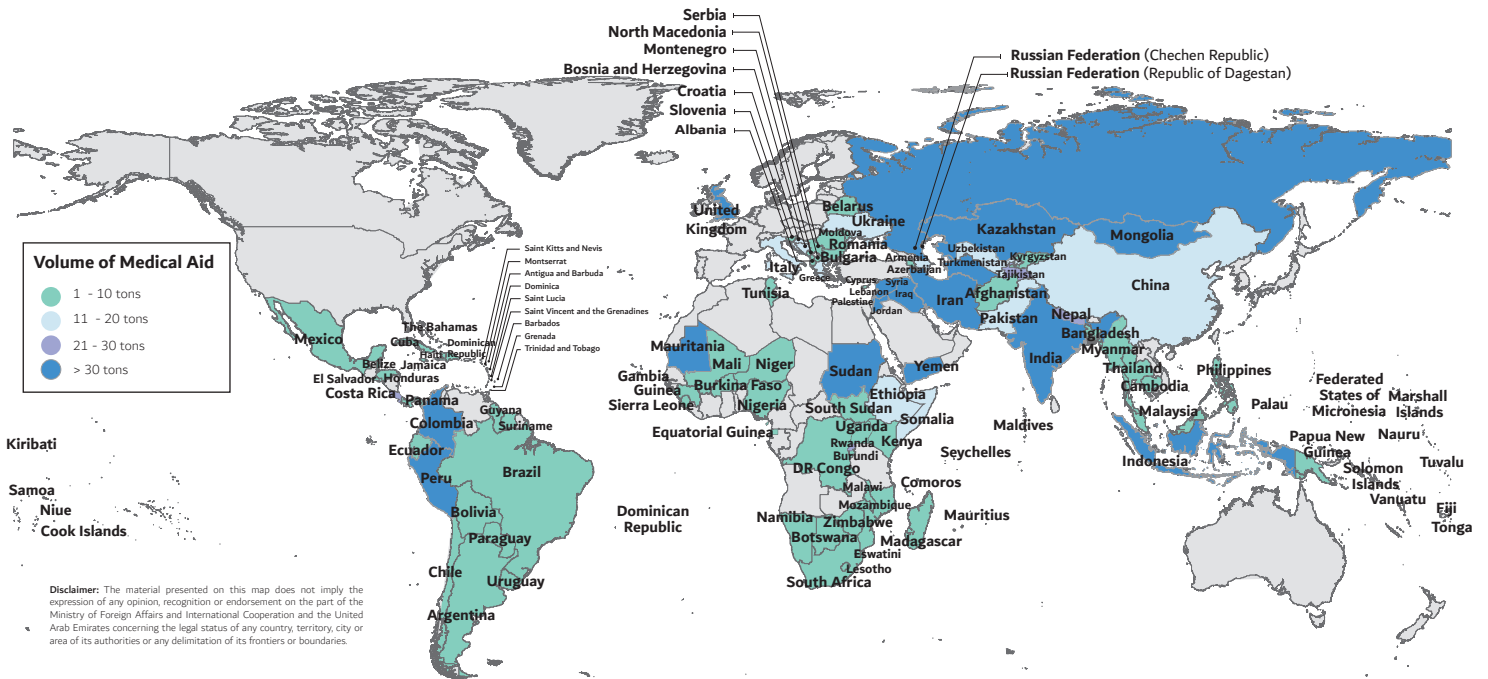 Serbia
North Macedonia
Montenegro
Bosnia and Herzegovina
Croatia
Slovenia
Albania
Russian Federation (Chechen Republic)
Russian Federation (Republic of Dagestan)
Volume of Medical Aid
1 - 10 tons
11 - 20 tons
21 - 30 tons
> 30 tons
Saint Kitts and Nevis
Montserrat
Antigua and Barbuda
Dominica
Saint Lucia
Saint Vincent and the Grenadines
Barbados
Grenada
Trinidad and Tobago
Mexico
The Bahamas
Cuba
Haiti
Dominican
Republic
Belize
Jamaica
El Salvador
Honduras
Costa Rica
Panama
Guyana
Colombia
Suriname
Ecuador
Brazil
Peru
Bolivia
Paraguay
Chile
Uruguay
Argentina
Kiribati
Samoa
Niue
Cook Islands
United
Kingdom
Belarus
Ukraine
Moldova
Romania
Bulgaria
Italy
Greece
Armenia
Azerbaijan
Kazakhstan
Uzbekistan
Turkmenistan
Kyrgyzstan
Tajikistan
Mongolia
China
Tunisia
Cyprus
Lebanon
Palestine
Syria
Iraq
Jordan
Iran
Afghanistan
Pakistan
Nepal
Bangladesh
Myanmar
India
Thailand
Cambodia
Philippines
Malaysia
Indonesia
Palau
Federated
States of
Micronesia
Marshall
Islands
Papua New
Guinea
Nauru
Solomon
Islands
Tuvalu
Vanuatu
Fiji
Tonga
Mauritania
Mali
Niger
Sudan
Yemen
Gambia
Guinea
Sierra Leone
Burkina Faso
Nigeria
Ethiopia
South Sudan
Somalia
Equatorial Guinea
Uganda
Kenya
Rwanda
Burundi
DR Congo
Maldives
Seychelles
Comoros
Malawi
Mozambique
Mauritius
Namibia
Zimbabwe
Botswana
Madagascar
Eswatini
Lesotho
South Africa
Dominican
Republic
Disclaimer: The material presented on this map does not imply the
expression of any opinion, recognition or endorsement on the part of the
Ministry of Foreign Affairs and International Cooperation and the United
Arab Emirates concerning the legal status of any country, territory, city or
area of its authorities or any delimitation of its frontiers or boundaries.